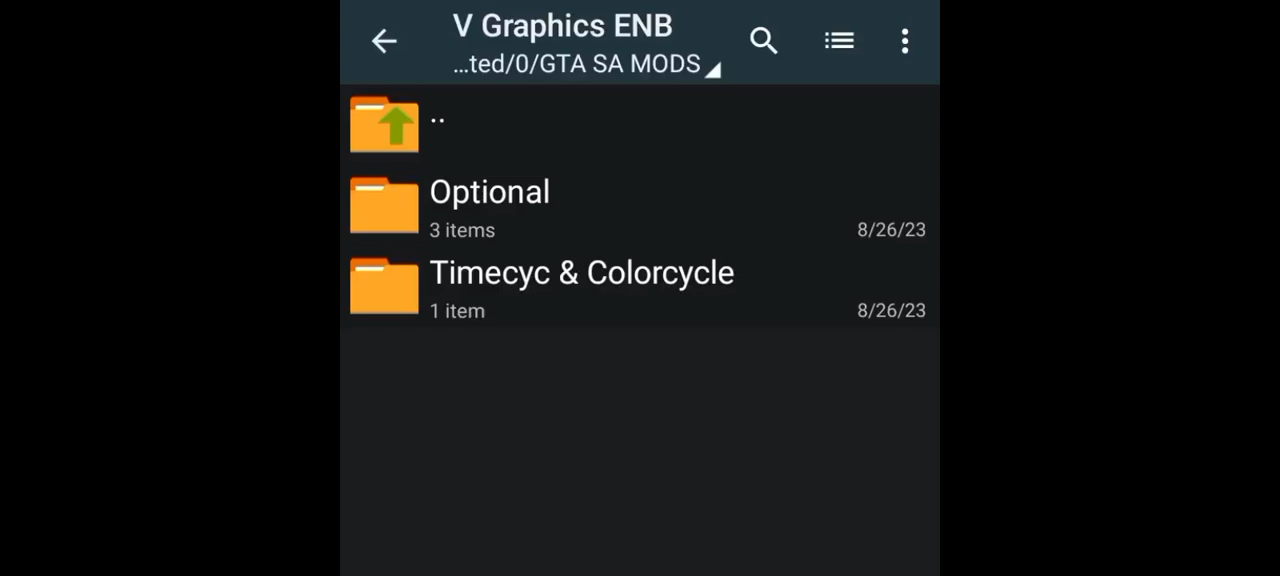 V Graphics ENB
...ted/0/GTA SA MODS
..
Optional
3 items
8/26/23
Timecyc & Colorcycle
1 item
8/26/23